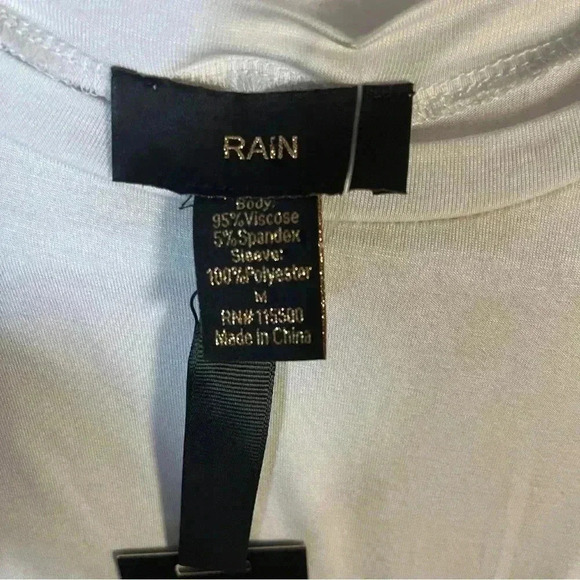 RAIN
Body:
95%Viscose
5%Spandex
Sleeve:
100%Polyester
M
RN#115500
Made in China